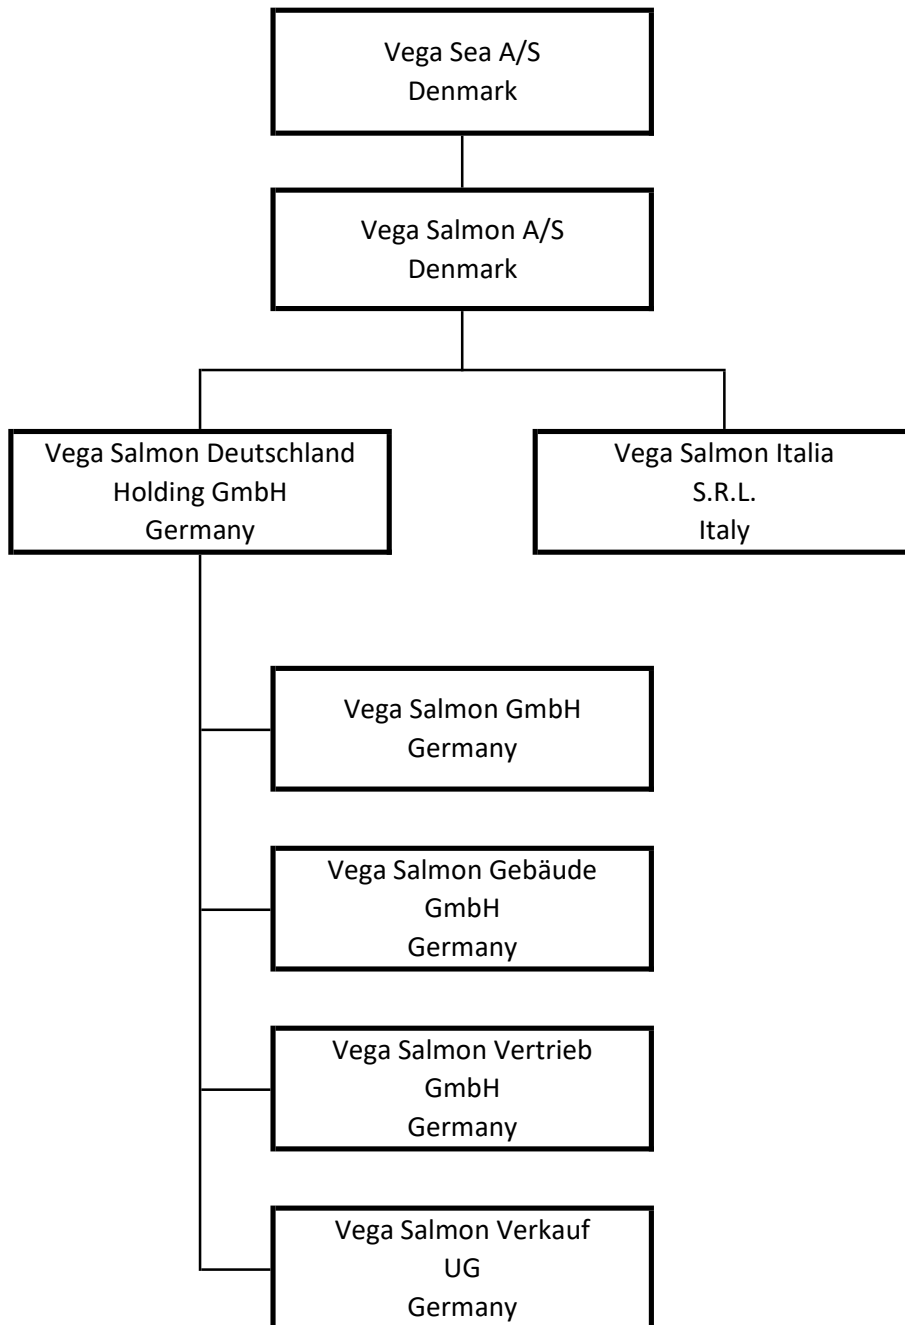 Vega Sea A/S
Denmark
Vega Salmon A/S
Denmark
Vega Salmon Deutschland
Holding GmbH
Germany
Vega Salmon Italia
S.R.L.
Italy
Vega Salmon GmbH
Germany
Vega Salmon Gebäude
GmbH
Germany
Vega Salmon Vertrieb
GmbH
Germany
Vega Salmon Verkauf
UG
Germany